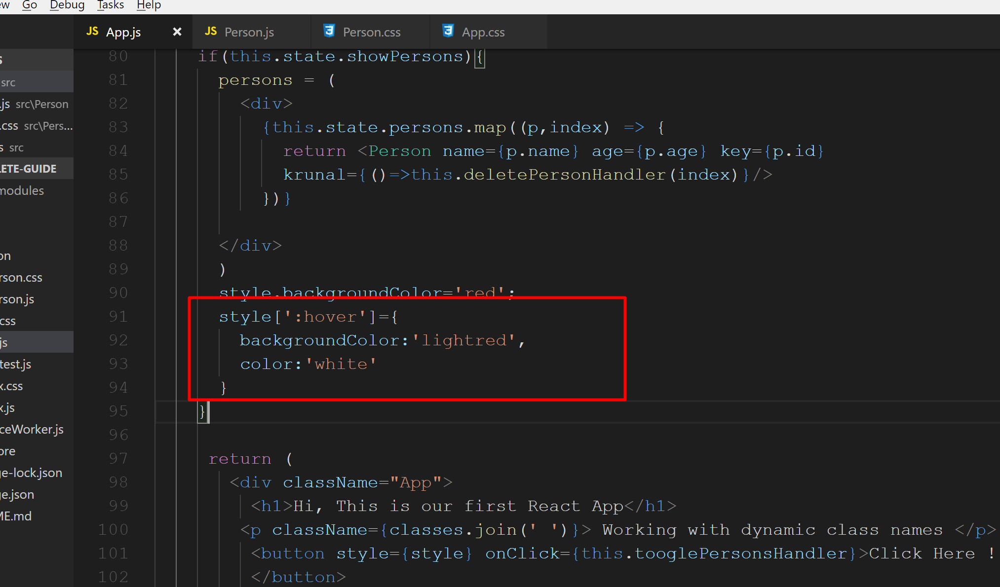 Go Debug Tasks Help
JS App.js × JS Person.js Person.css App.css
src
.js src\Person
.css src\Pers...
s src
LETE-GUIDE
modules
on
rson.css
rson.js
css
js
test.js
x.css
x.js
ceWorker.js
ore
ge-lock.json
ge.json
ME.md
80 if(this.state.showPersons){
81 persons = (
82 <div>
83 {this.state.persons.map((p,index) => {
84 return <Person name={p.name} age={p.age} key={p.id}
85 krunal={()=>this.deletePersonHandler(index)}/>
86 })}
87
88 </div>
89 )
90 style.backgroundColor='red';
91 style[':hover']={
92 backgroundColor:'lightred',
93 color:'white'
94 }
95 }
96
97 return (
98 <div className="App">
99 <h1>Hi, This is our first React App</h1>
100 <p className={classes.join(' ')}> Working with dynamic class names </p>
101 <button style={style} onClick={this.tooglePersonsHandler}>Click Here !
102 </button>